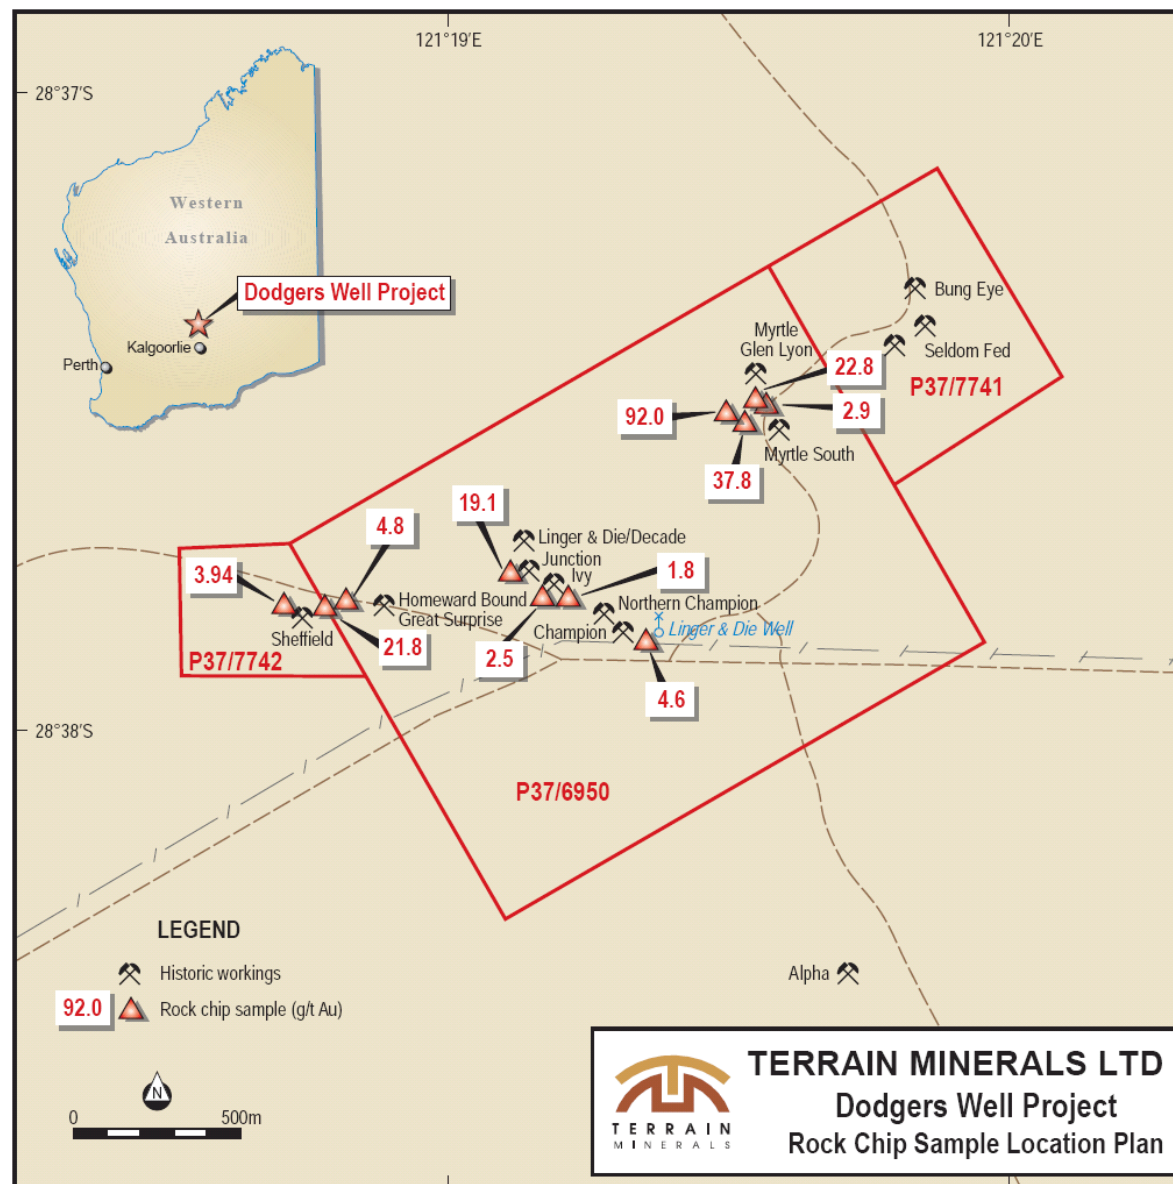 121°19'E
121°20'E
28°37'S
Western
Australia
Dodgers Well Project
Kalgoorlie
Perth
Bung Eye
Seldom Fed
P37/7741
Myrtle
Glen Lyon
22.8
2.9
92.0
Myrtle South
37.8
19.1
4.8
Linger & Die/Decade
Junction
Ivy
1.8
3.94
Homeward Bound
Great Surprise
Northern Champion
Champion
Linger & Die Well
Sheffield
21.8
2.5
P37/7742
4.6
28°38'S
P37/6950
LEGEND
Historic workings
92.0 Rock chip sample (g/t Au)
Alpha
N
0 500m
TERRAIN
MINERALS
TERRAIN MINERALS LTD
Dodgers Well Project
Rock Chip Sample Location Plan